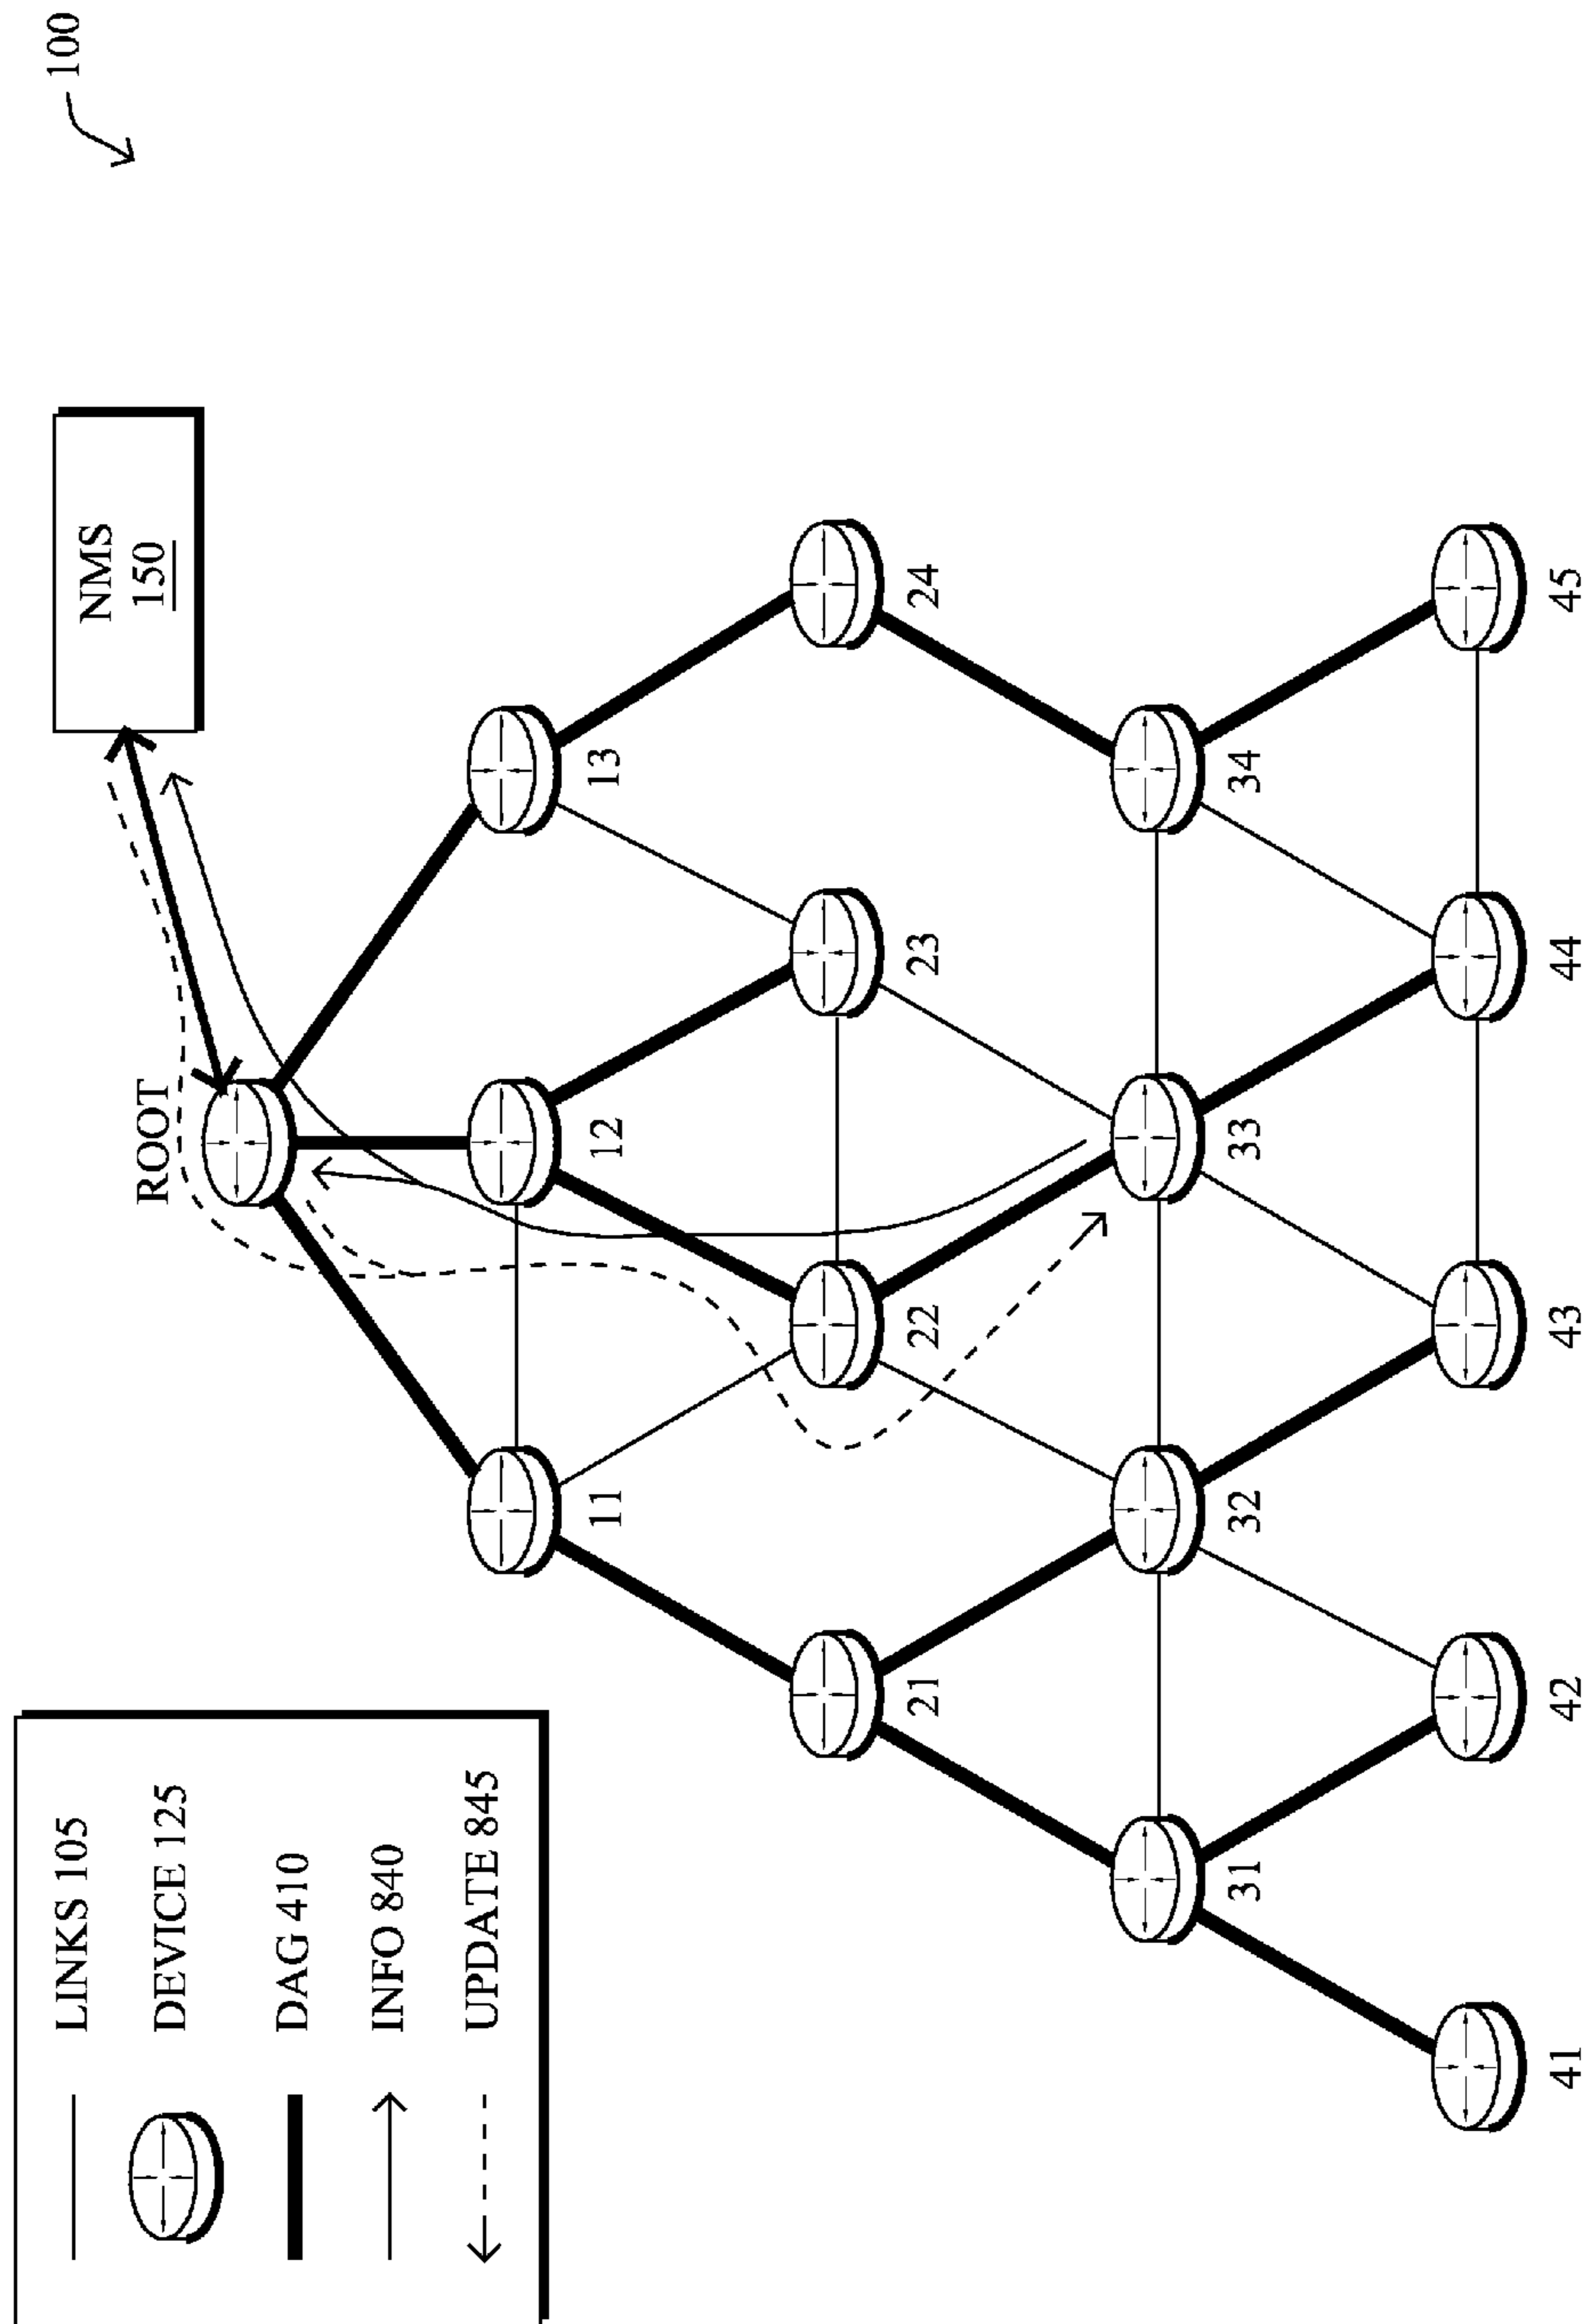 100
LINKS 105
DEVICE 125
DAG 410
INFO 840
UPDATE 845
NMS
150
ROOT
11
12
13
21
22
23
24
31
32
33
34
41
42
43
44
45